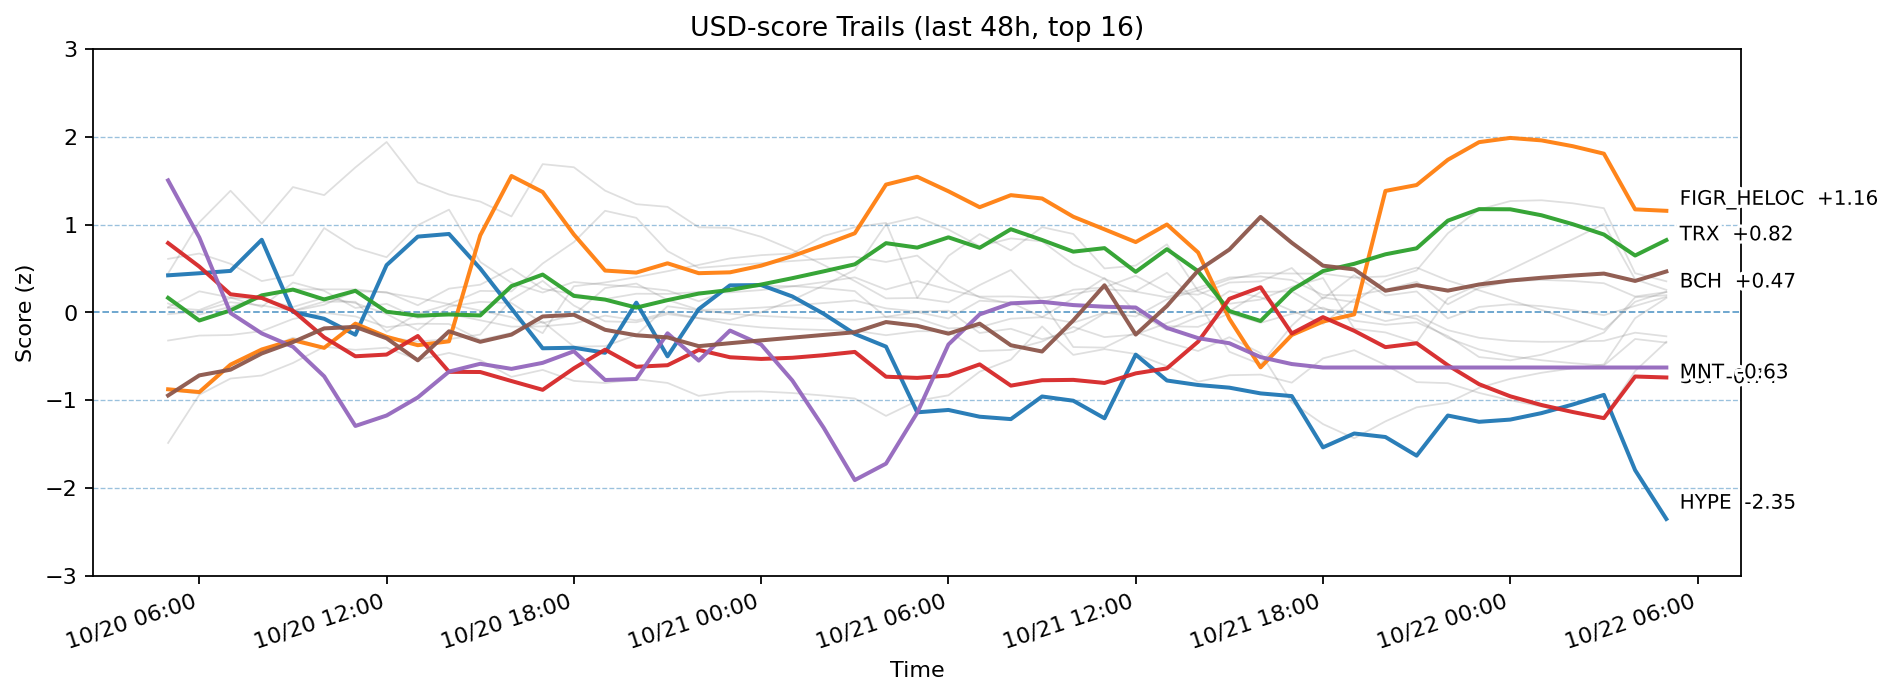 USD-score Trails (last 48h, top 16)
Score (z)
3
2
1
0
−1
−2
−3
FIGR_HELOC +1.16
TRX +0.82
BCH +0.47
MNT -0.63
HYPE -2.35
10/20 06:00
10/20 12:00
10/20 18:00
10/21 00:00
10/21 06:00
10/21 12:00
10/21 18:00
10/22 00:00
10/22 06:00
Time